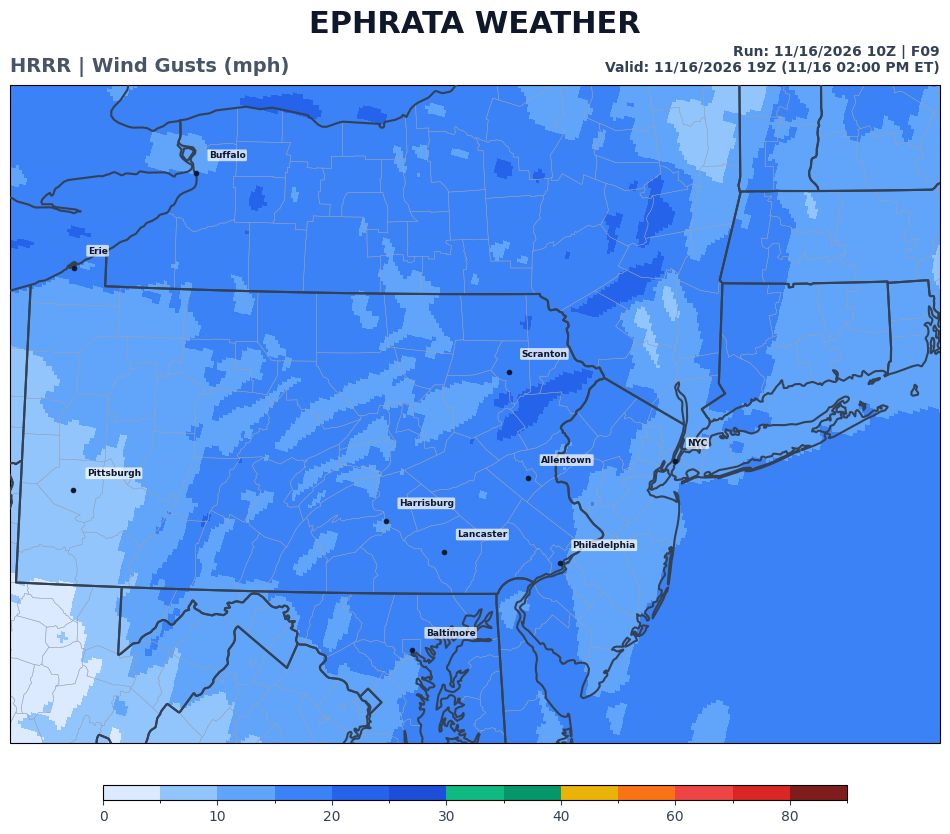 EPHRATA WEATHER
HRRR | Wind Gusts (mph)
Run: 11/16/2026 10Z | F09
Valid: 11/16/2026 19Z (11/16 02:00 PM ET)
Buffalo
Erie
Scranton
NYC
Allentown
Pittsburgh
Harrisburg
Lancaster
Philadelphia
Baltimore
0 10 20 30 40 60 80